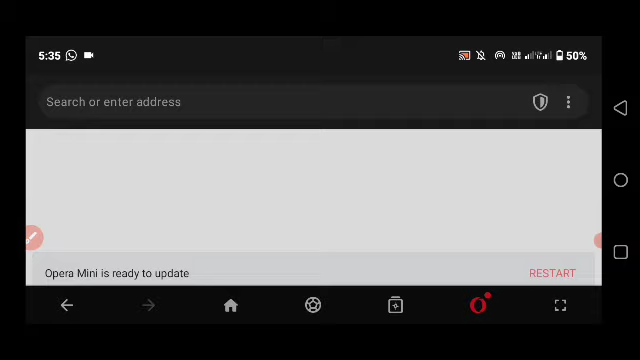 5:35
50%
Search or enter address
Opera Mini is ready to update
RESTART